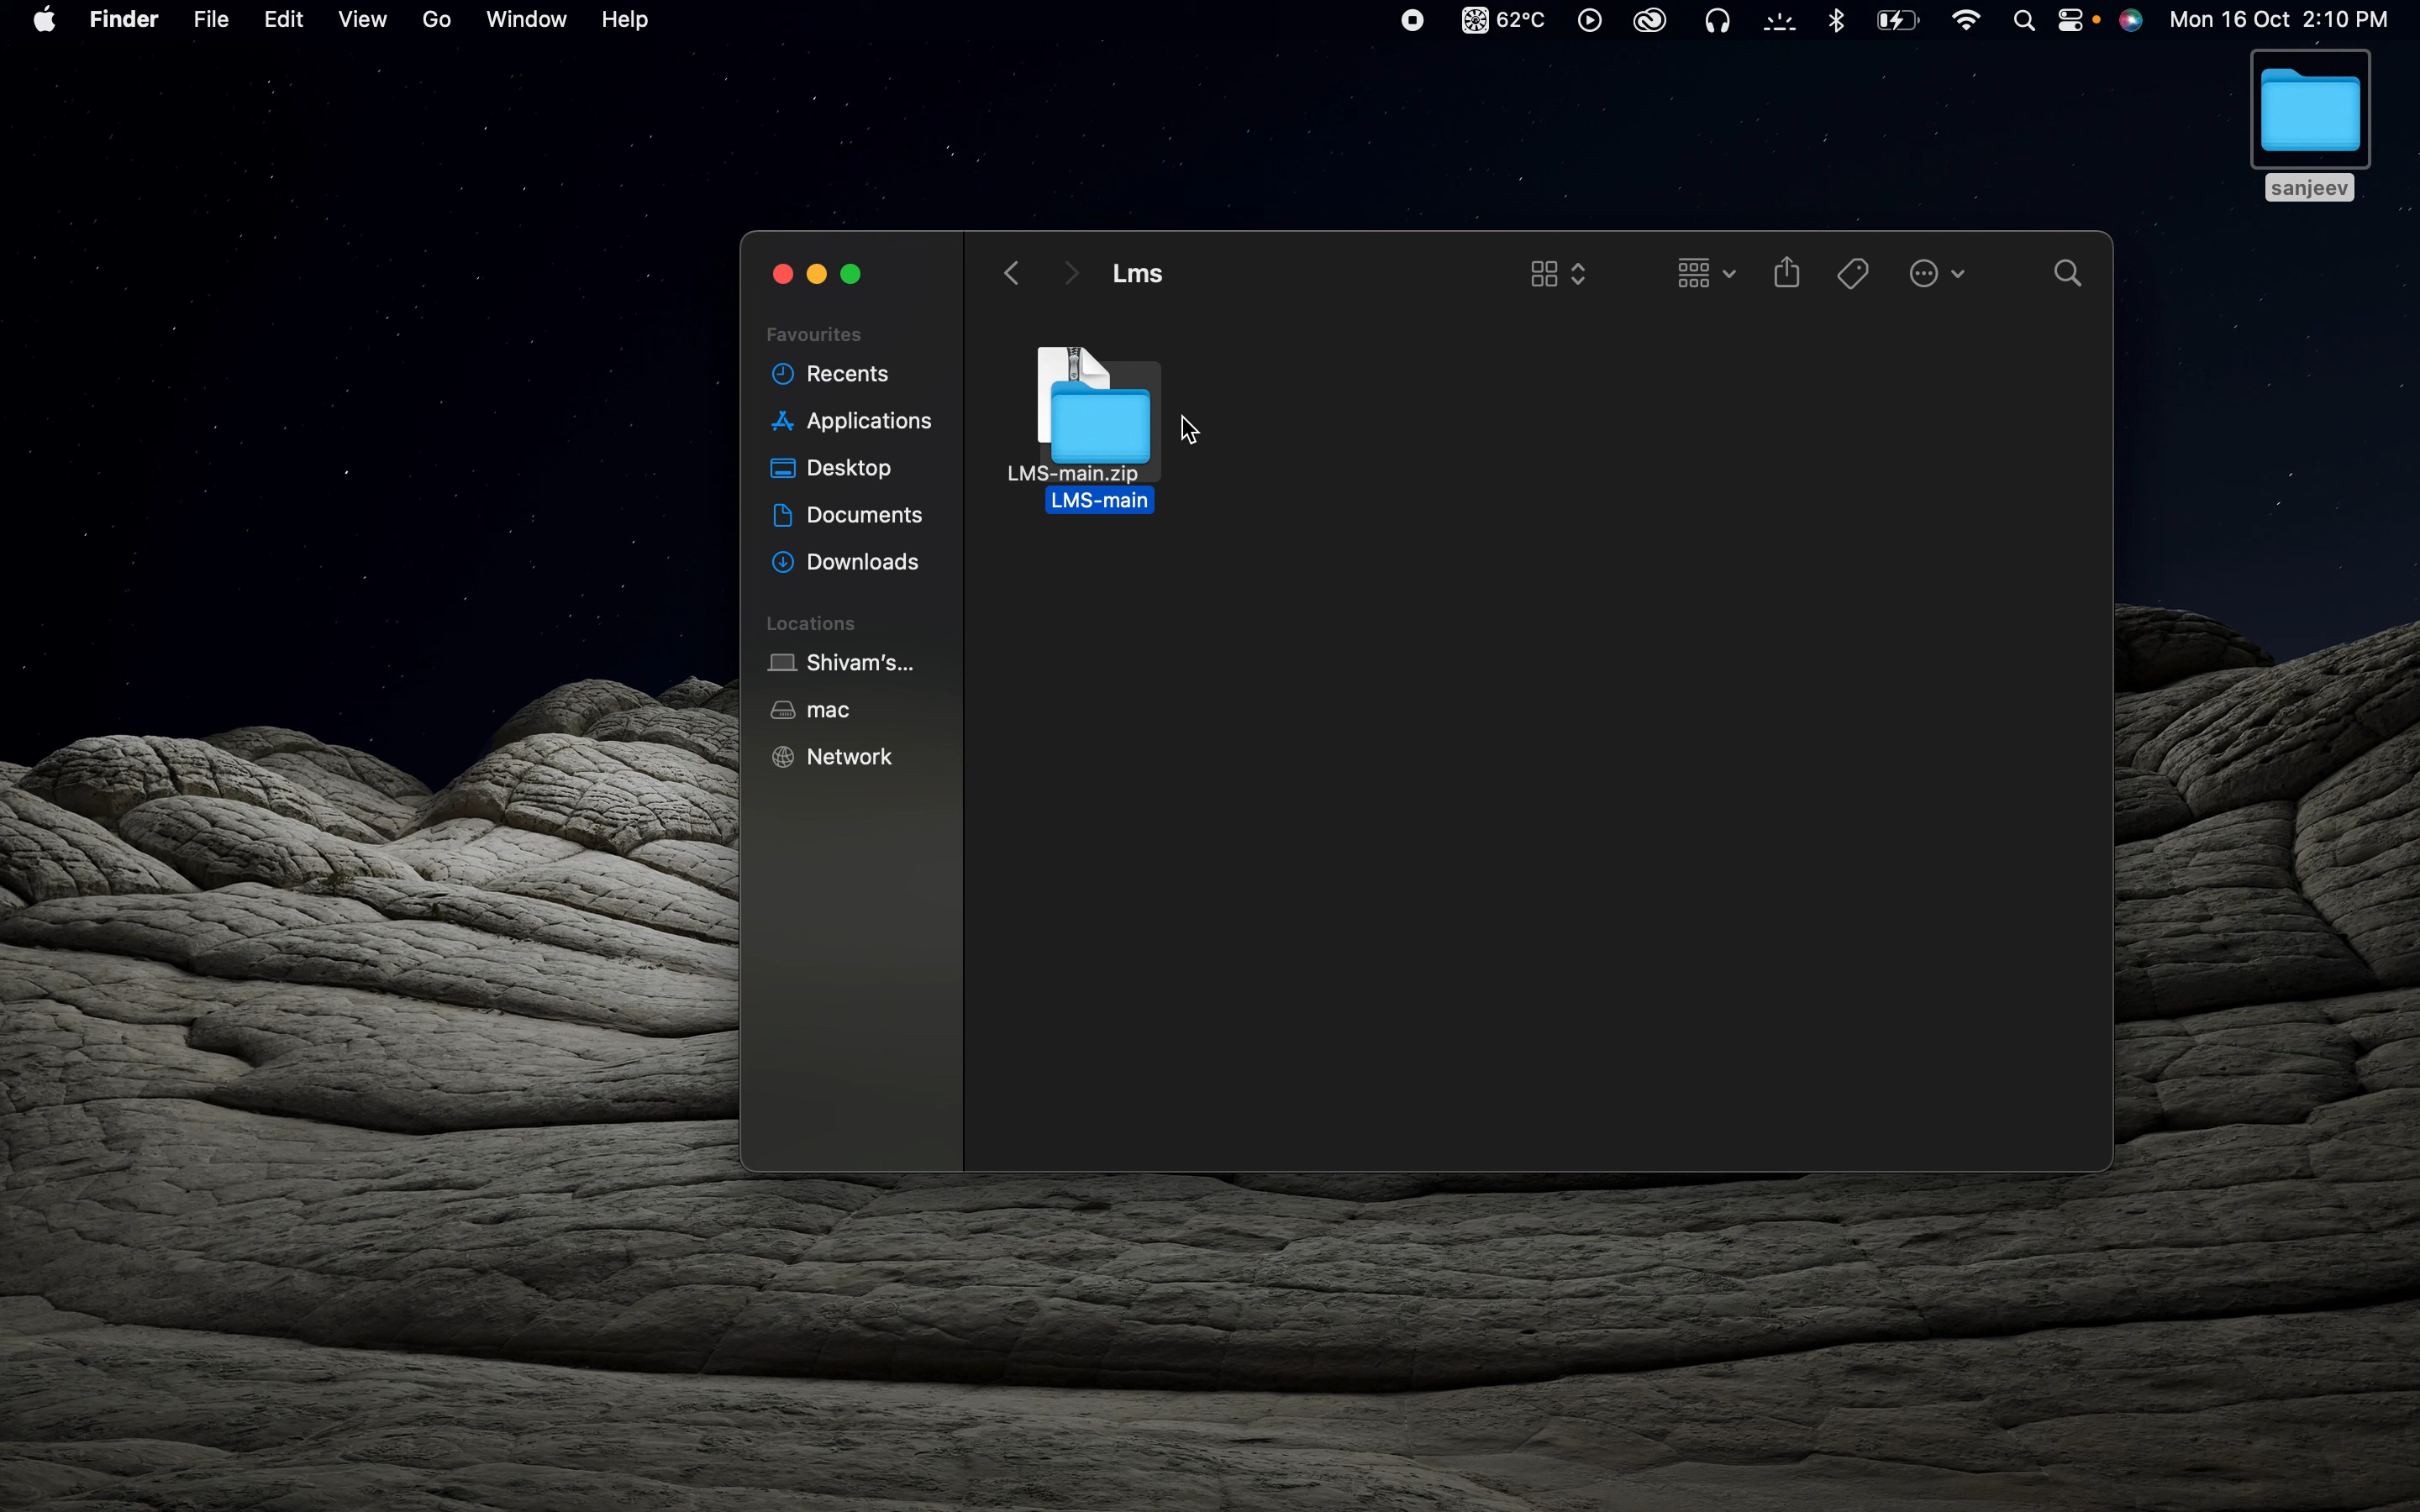 Finder File Edit View Go Window Help 62°C Mon 16 Oct 2:10 PM
sanjeev
Lms
Favourites
Recents
Applications
Desktop
Documents
Downloads
Locations
Shivam's...
mac
Network
LMS-main.zip
LMS-main